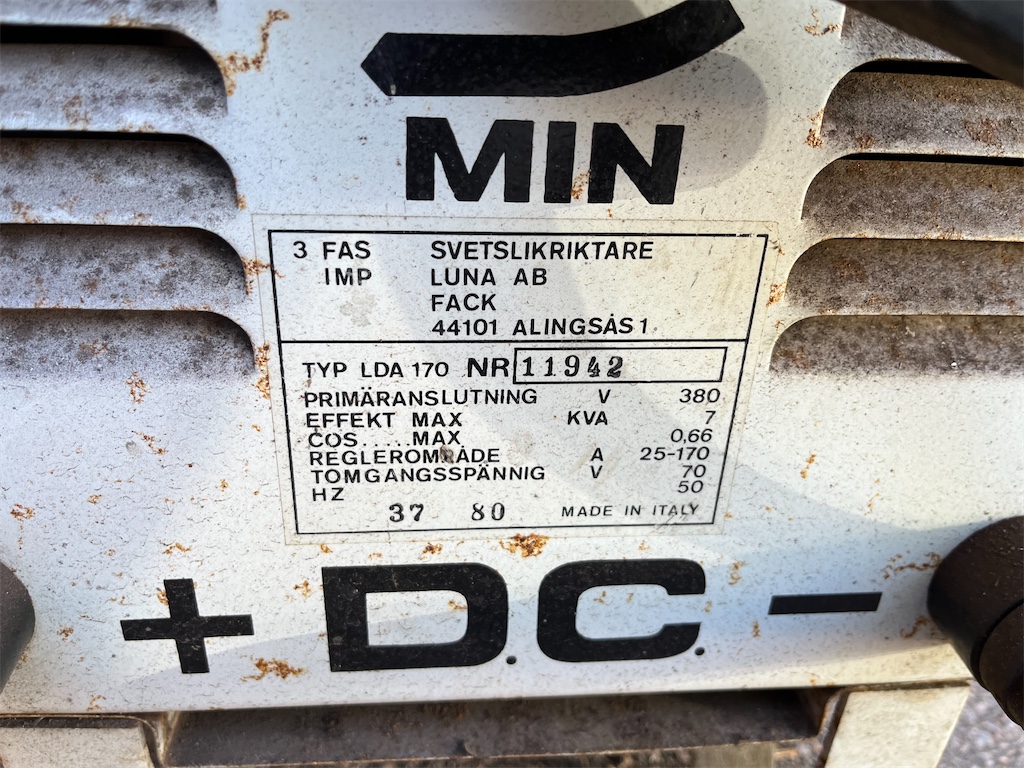 MIN
3 FAS SVETSLIKRIKTARE
IMP LUNA AB
FACK
44101 ALINGSÅS 1
TYP LDA 170 NR 11942
PRIMÄRANSLUTNING V 380
EFFEKT MAX KVA 7
COS.....MAX 0,66
REGLEROMRÅDE A 25-170
TOMGANGSSPÄNNIG V 70
HZ 50
37 80 MADE IN ITALY
+ D.C. -